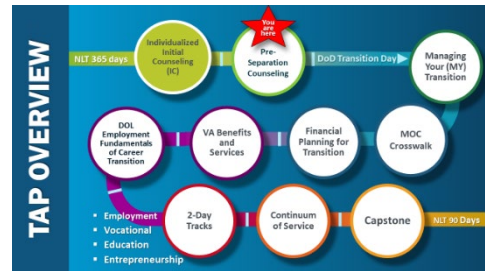 TAP OVERVIEW
NLT 365 days
Individualized
Initial
Counseling
(IC)
You
are
here
Pre-
Separation
Counseling
DoD Transition Day
Managing
Your (MY)
Transition
DOL
Employment
Fundamentals
of Career
Transition
VA Benefits
and
Services
Financial
Planning for
Transition
MOC
Crosswalk
▪ Employment
▪ Vocational
▪ Education
▪ Entrepreneurship
2-Day
Tracks
Continuum
of Service
Capstone
NLT 90 Days